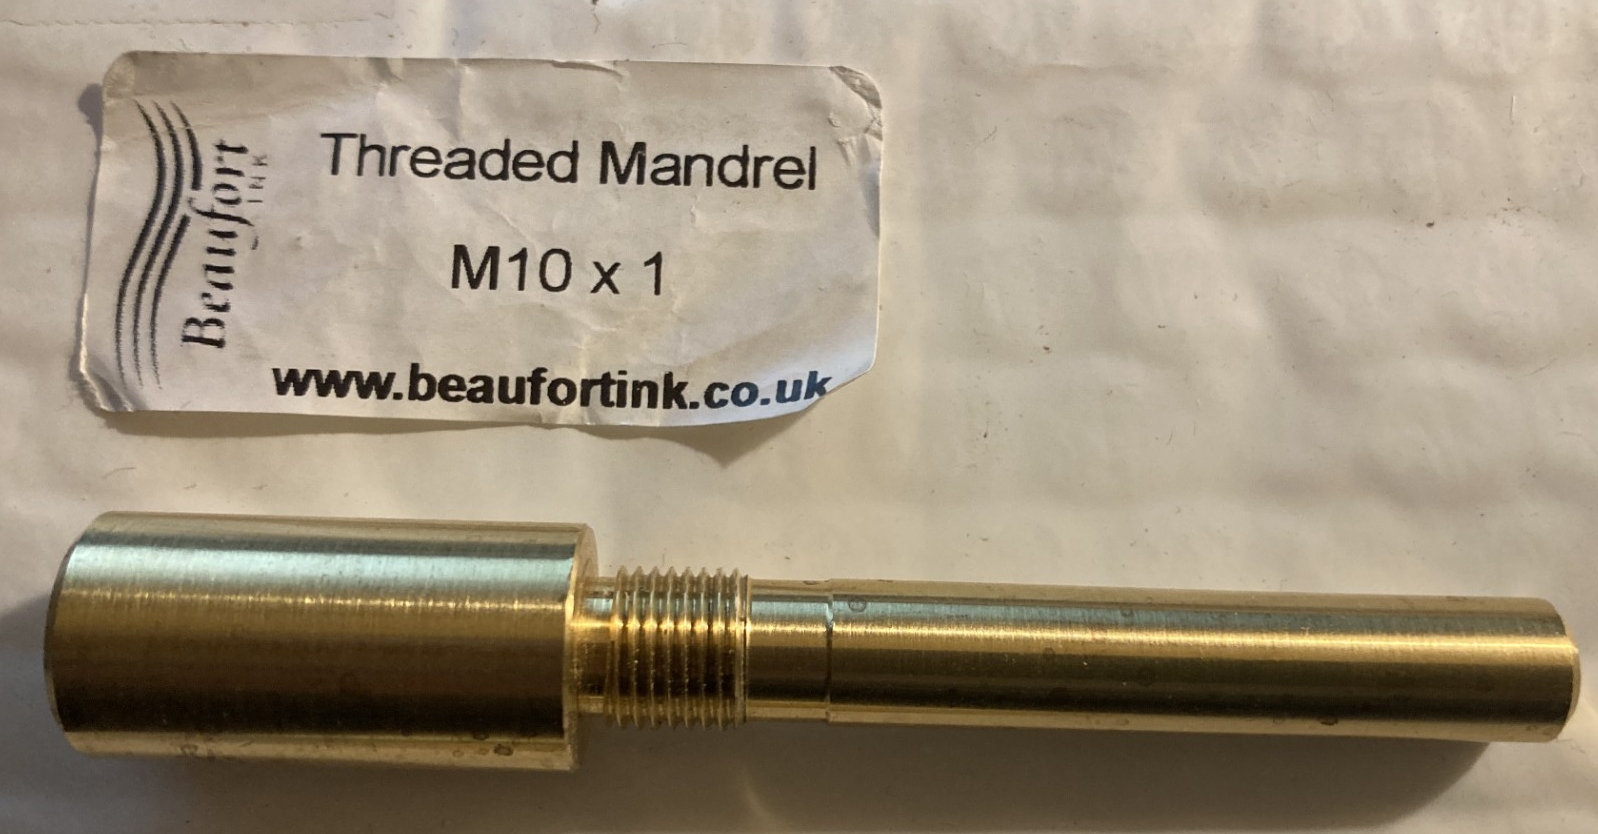 Beaufort
INK
Threaded Mandrel
M10 x 1
www.beaufortink.co.uk